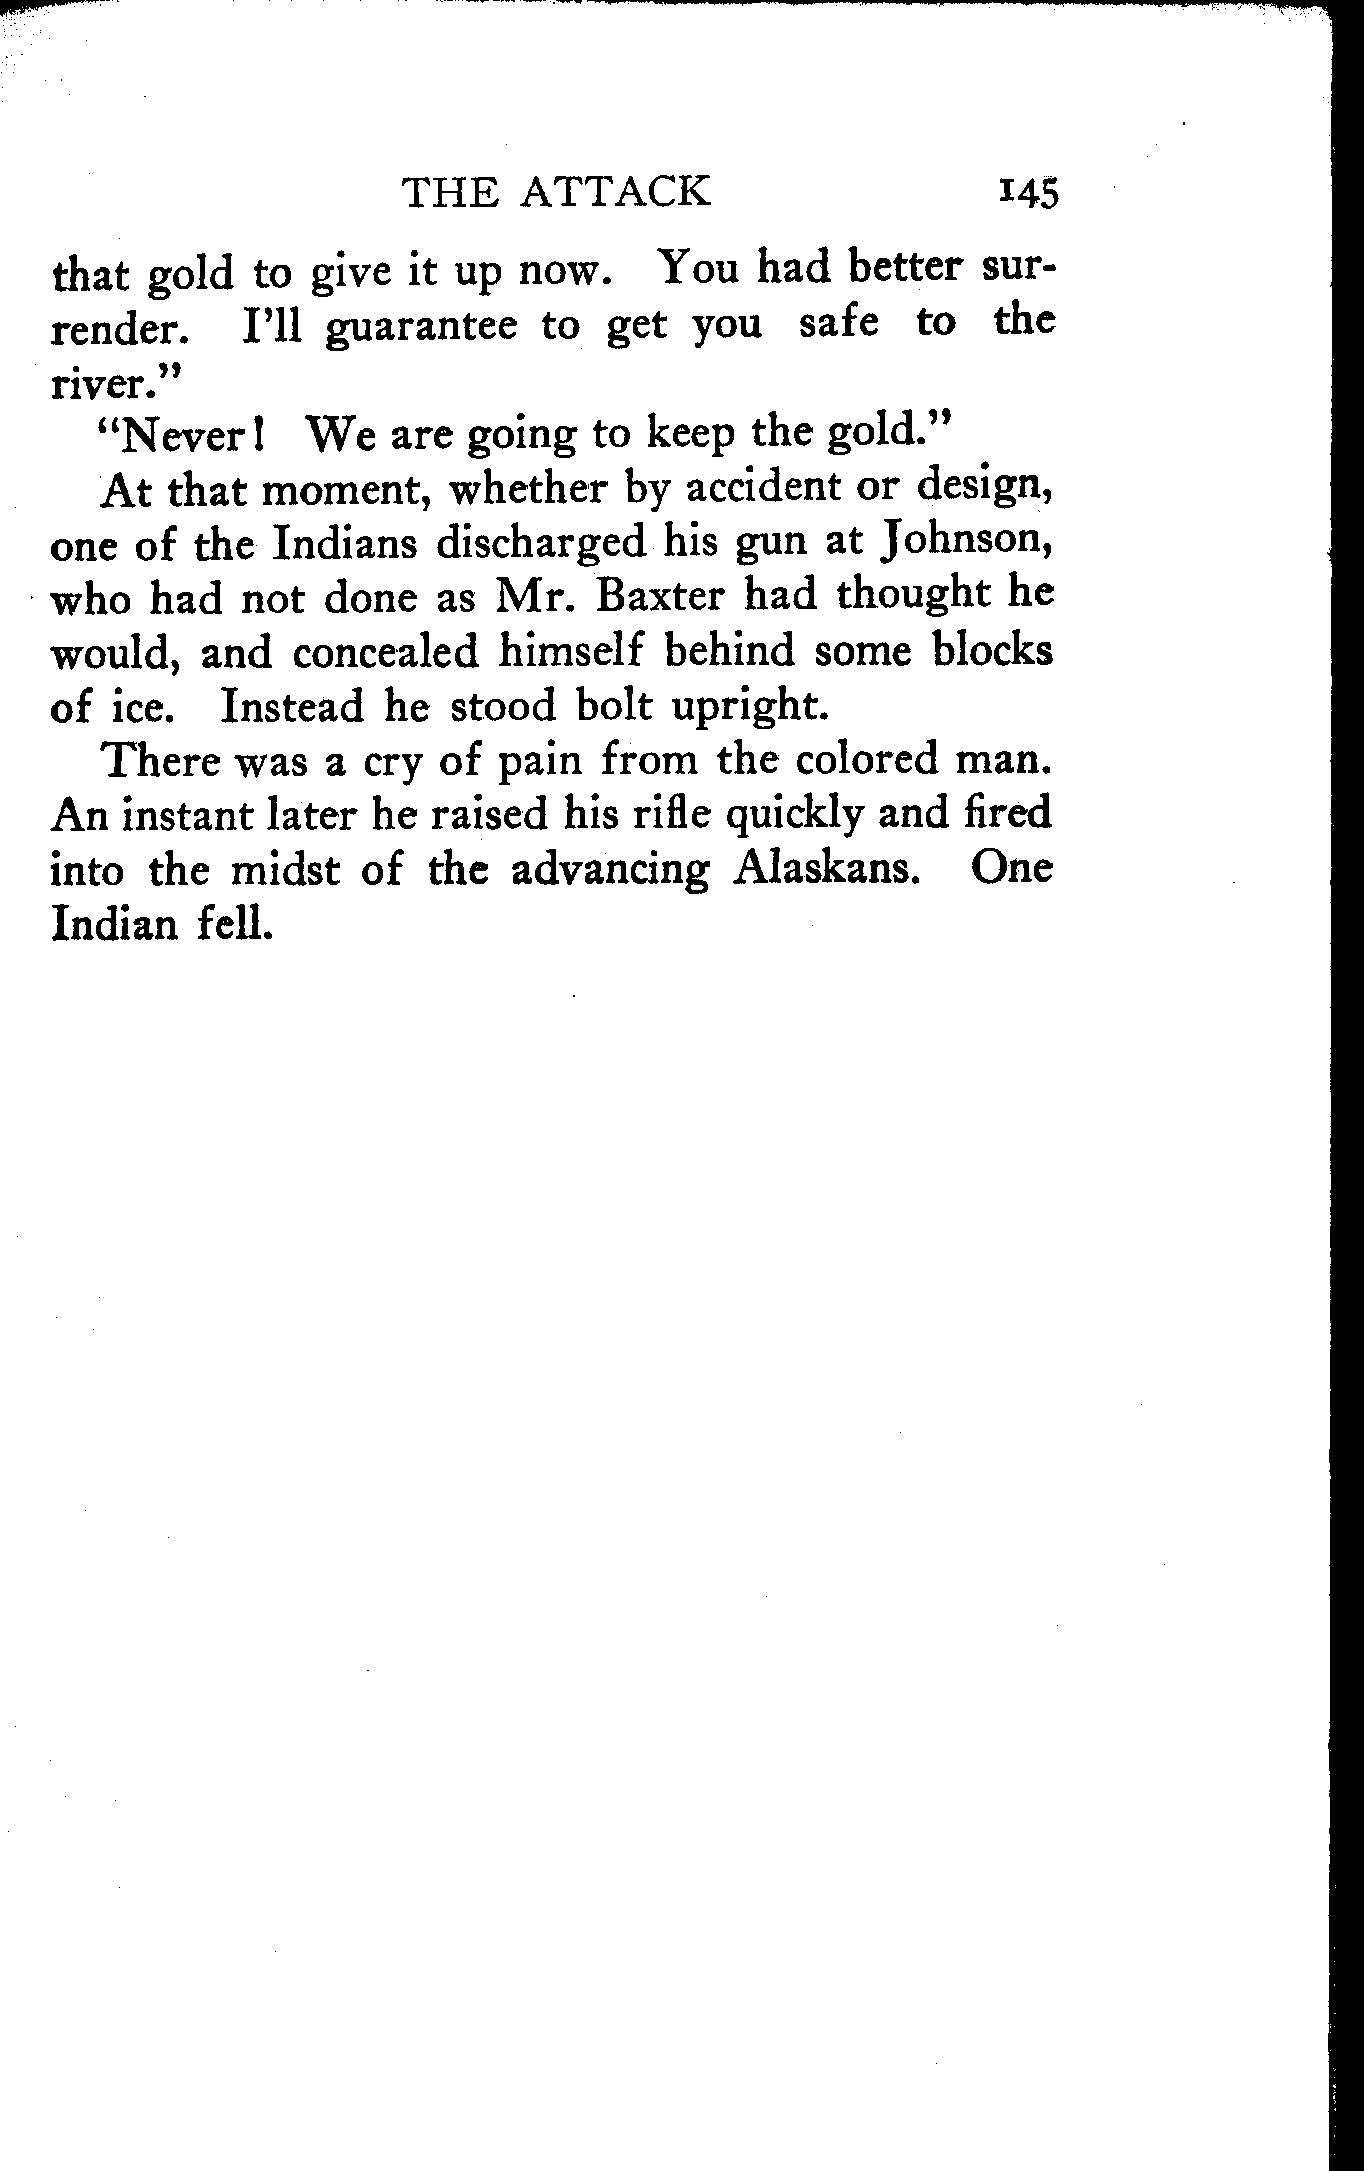 THE ATTACK 145
that gold to give it up now. You had better sur-
render. I'll guarantee to get you safe to the
river."
"Never! We are going to keep the gold."
At that moment, whether by accident or design,
one of the Indians discharged his gun at Johnson,
who had not done as Mr. Baxter had thought he
would, and concealed himself behind some blocks
of ice. Instead he stood bolt upright.
There was a cry of pain from the colored man.
An instant later he raised his rifle quickly and fired
into the midst of the advancing Alaskans. One
Indian fell.